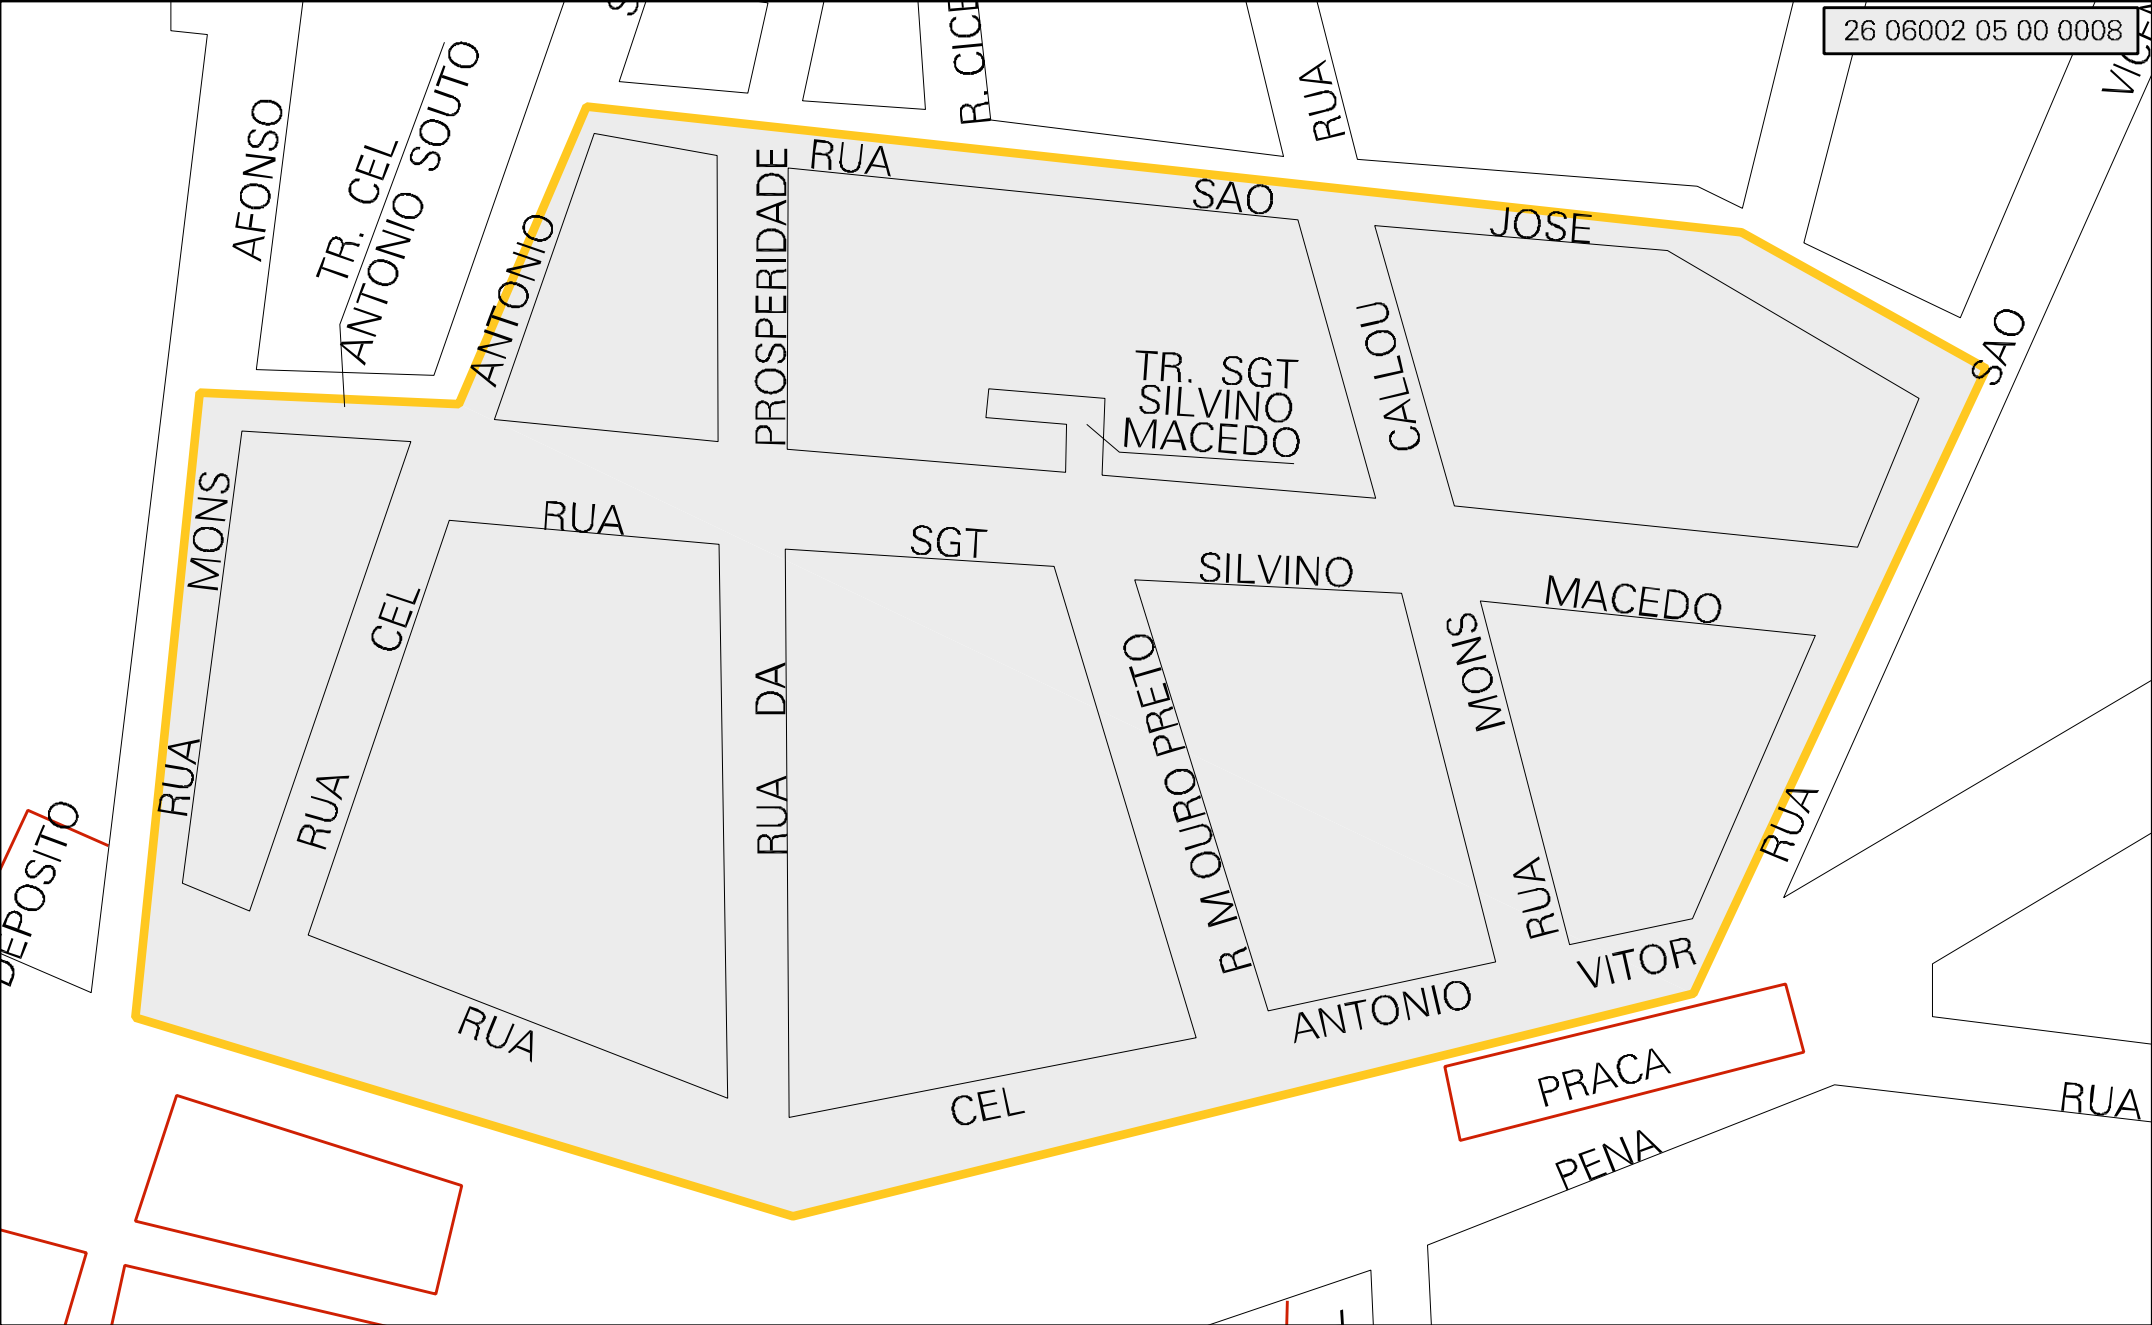 26 06002 05 00 0008
R. CICE
RUA
AFONSO
TR. CEL
ANTONIO SOUTO
ANTONIO
PROSPERIDADE
RUA
SAO
JOSE
CALLOU
TR. SGT
SILVINO
MACEDO
SAO
MONS
RUA
SGT
SILVINO
MACEDO
CEL
DA
R. M OURO PRETO
MONS
RUA
RUA
RUA
RUA
RUA
DEPOSITO
RUA
VITOR
ANTONIO
CEL
PRACA
PENA
RUA